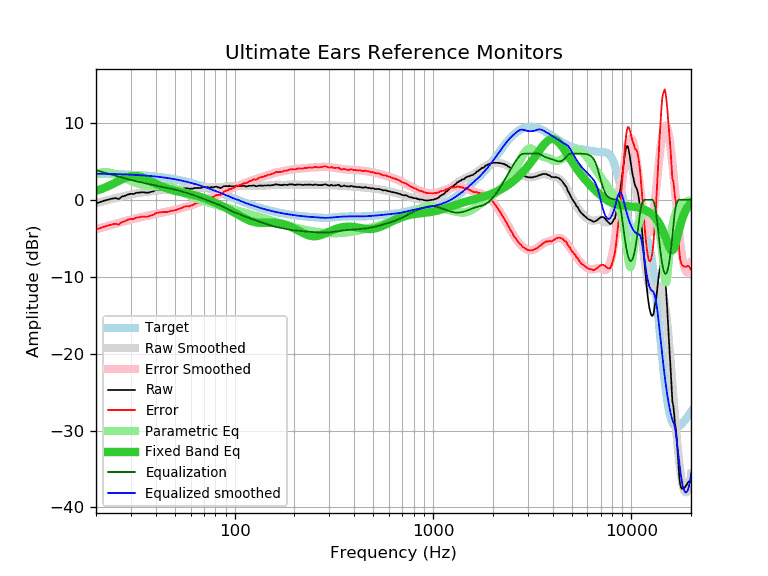 Ultimate Ears Reference Monitors
10
0
−10
−20
−30
−40
Amplitude (dBr)
Target
Raw Smoothed
Error Smoothed
Raw
Error
Parametric Eq
Fixed Band Eq
Equalization
Equalized smoothed
100
1000
10000
Frequency (Hz)